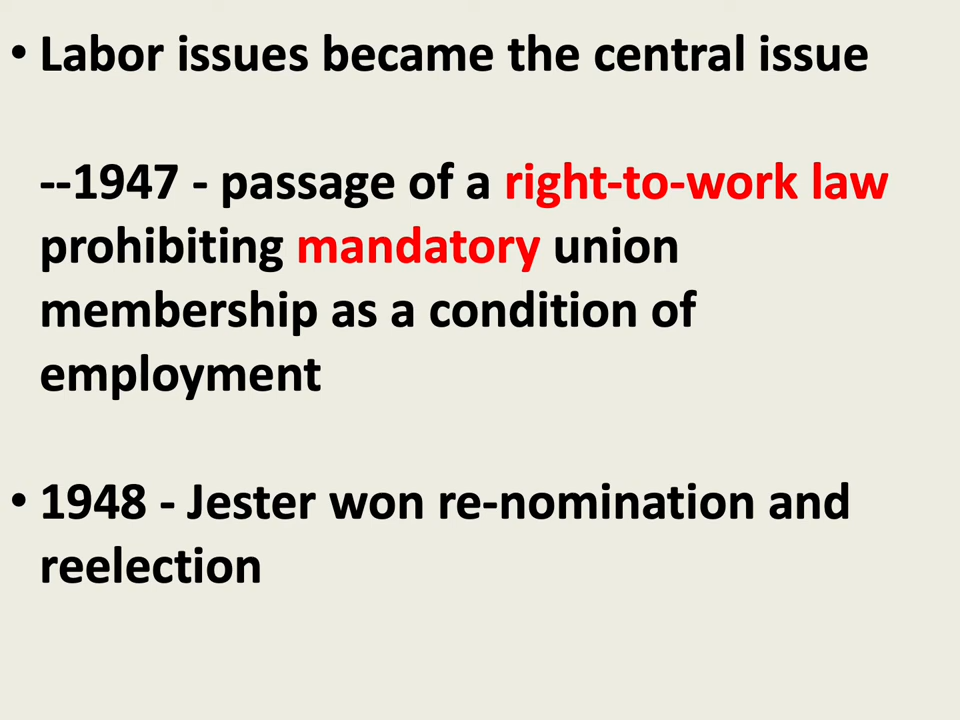 • Labor issues became the central issue
--1947 - passage of a right-to-work law
prohibiting mandatory union
membership as a condition of
employment
• 1948 - Jester won re-nomination and
reelection